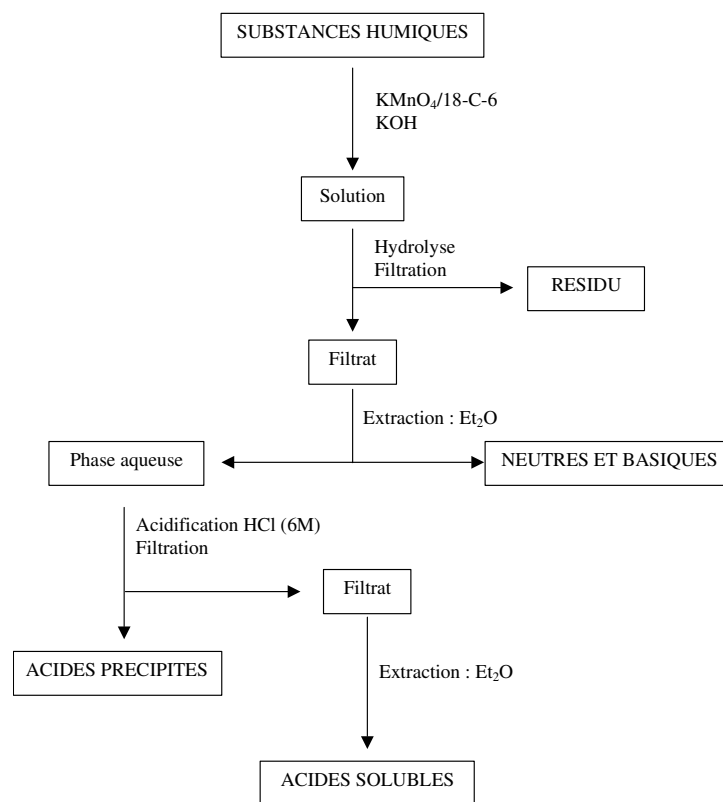 SUBSTANCES HUMIQUES
KMnO₄/18-C-6
KOH
Solution
Hydrolyse
Filtration
RESIDU
Filtrat
Extraction : Et₂O
Phase aqueuse
NEUTRES ET BASIQUES
Acidification HCl (6M)
Filtration
Filtrat
ACIDES PRECIPITES
Extraction : Et₂O
ACIDES SOLUBLES